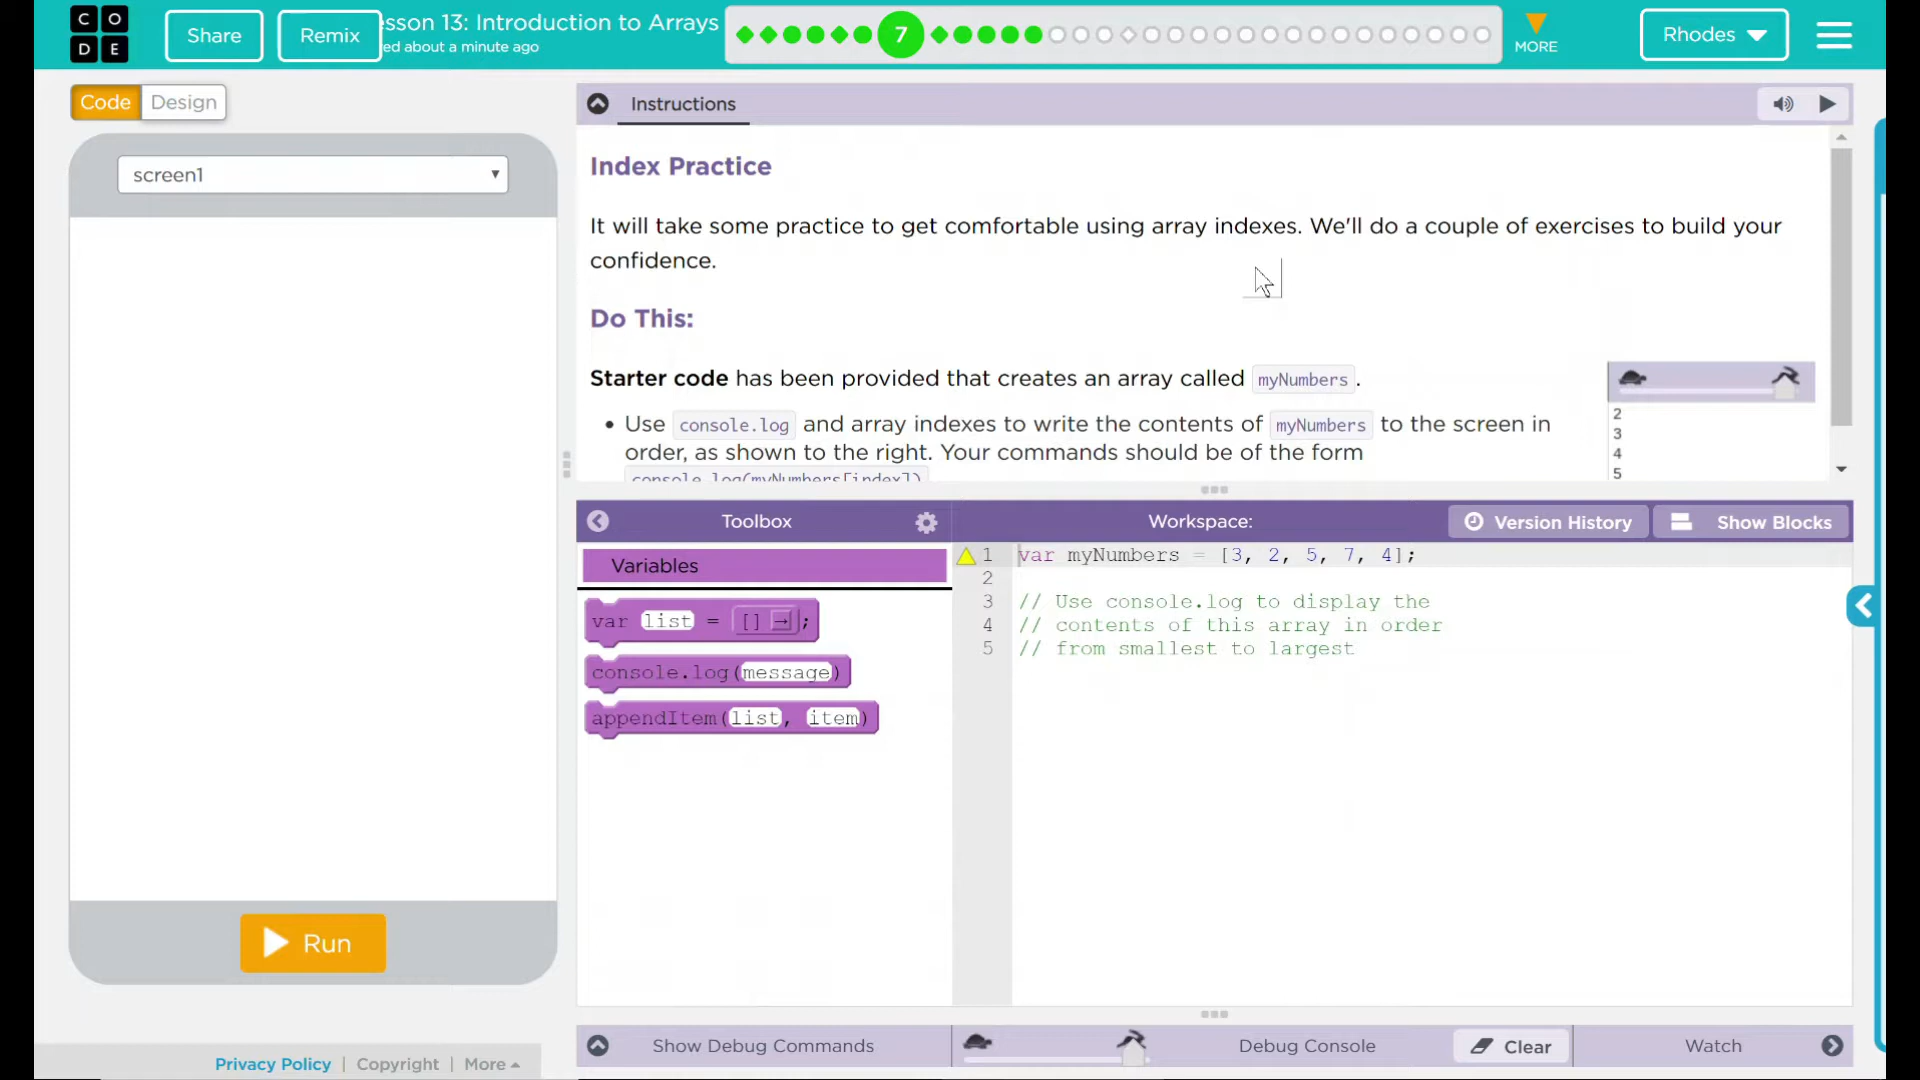 CODE
Share
Remix
esson 13: Introduction to Arrays
ed about a minute ago
7
MORE
Rhodes
Code
Design
screen1
Instructions
Index Practice
It will take some practice to get comfortable using array indexes. We'll do a couple of exercises to build your
confidence.
Do This:
Starter code has been provided that creates an array called myNumbers.
• Use console.log and array indexes to write the contents of myNumbers to the screen in
order, as shown to the right. Your commands should be of the form
console.log(myNumbers[index])
2
3
4
5
Toolbox
Workspace:
Version History
Show Blocks
Variables
var list = [] ;
console.log(message)
appendItem(list, item)
1 var myNumbers = [3, 2, 5, 7, 4];
2
3 // Use console.log to display the
4 // contents of this array in order
5 // from smallest to largest
Run
Show Debug Commands
Debug Console
Clear
Watch
Privacy Policy | Copyright | More